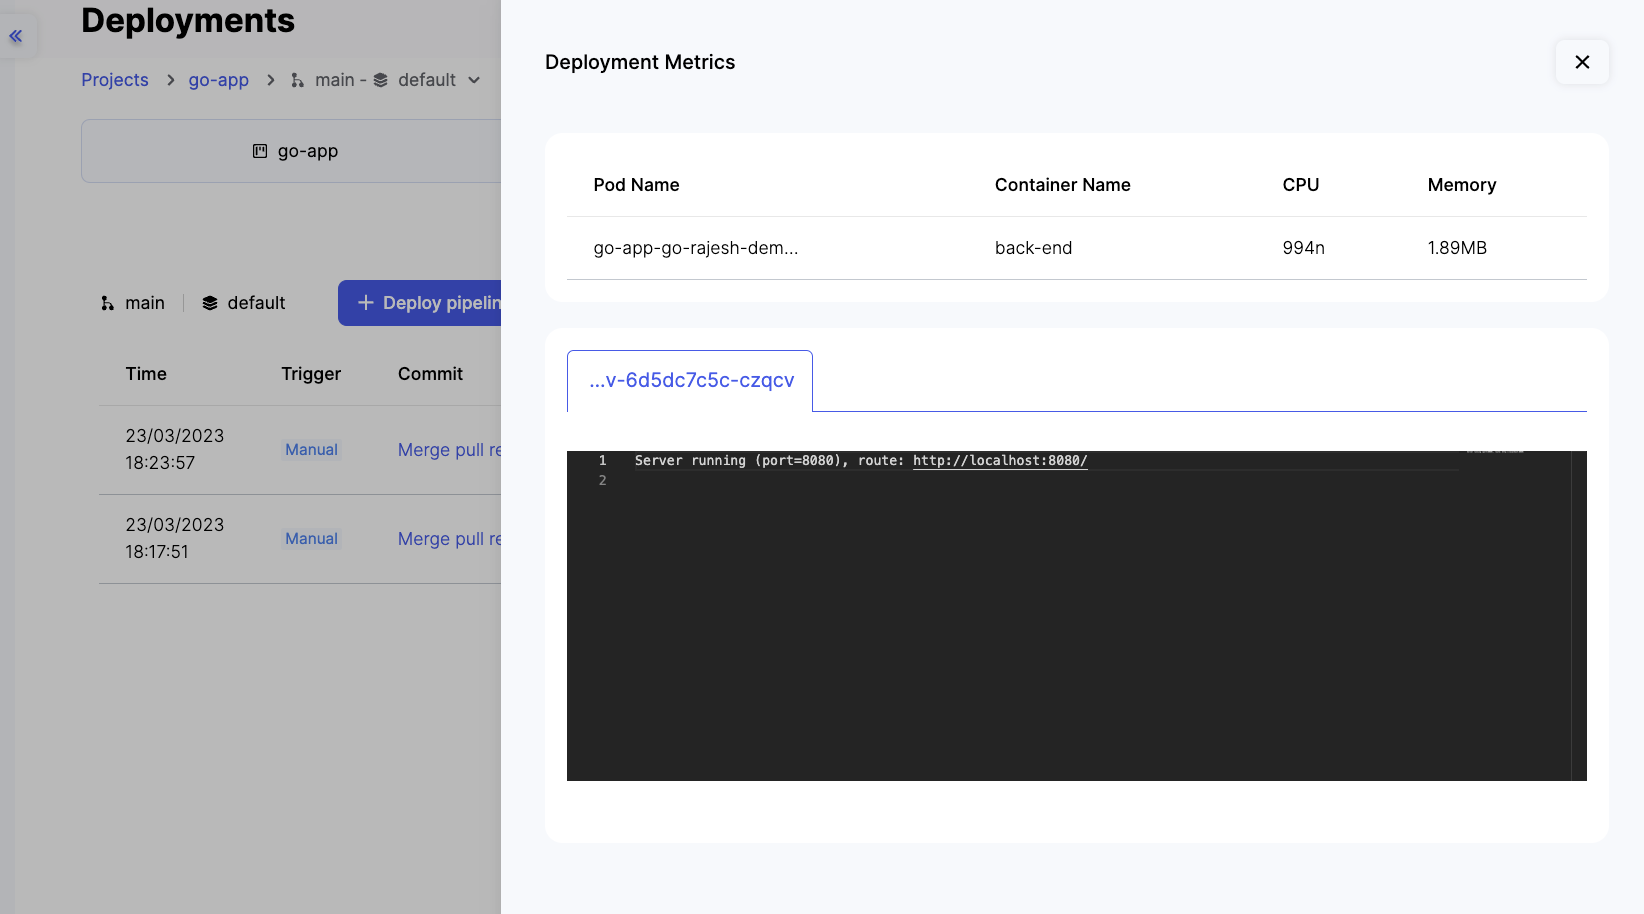 Deployments
Projects > go-app > main - default
go-app
main default + Deploy pipelin
Time Trigger Commit
23/03/2023
18:23:57
Manual
Merge pull re
23/03/2023
18:17:51
Manual
Merge pull re
Deployment Metrics
Pod Name Container Name CPU Memory
go-app-go-rajesh-dem... back-end 994n 1.89MB
...v-6d5dc7c5c-czqcv
1 Server running (port=8080), route: http://localhost:8080/
2